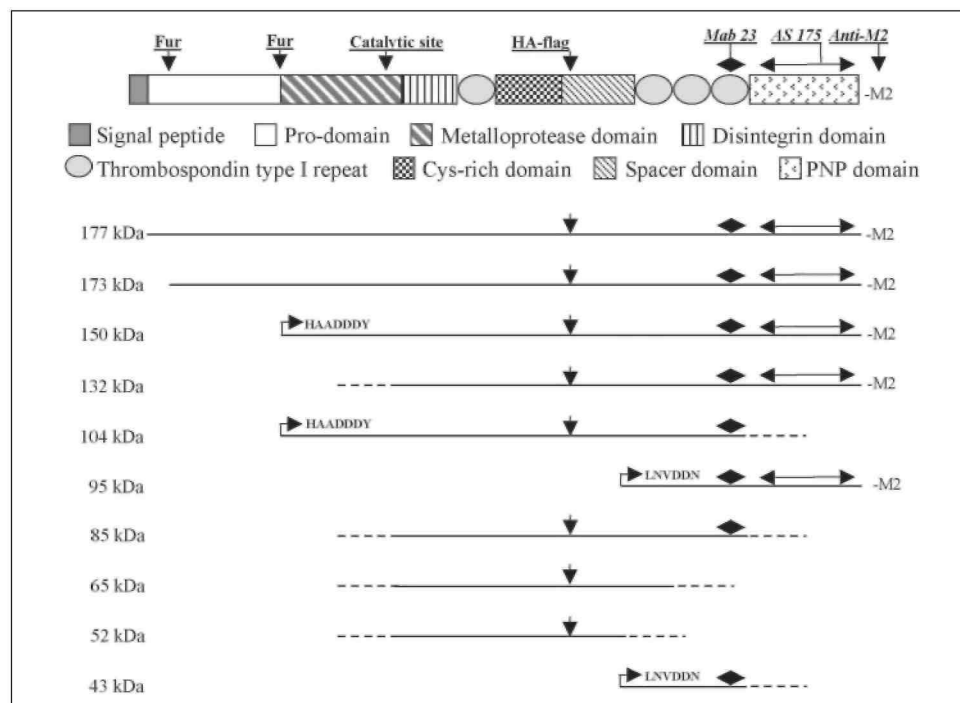 Fur Fur Catalytic site HA-flag Mab 23 AS 175 Anti-M2
-M2
Signal peptide Pro-domain Metalloprotease domain Disintegrin domain
Thrombospondin type I repeat Cys-rich domain Spacer domain PNP domain
177 kDa -M2
173 kDa -M2
150 kDa HAADDDY -M2
132 kDa -M2
104 kDa HAADDDY
95 kDa LNVDDN -M2
85 kDa
65 kDa
52 kDa
43 kDa LNVDDN